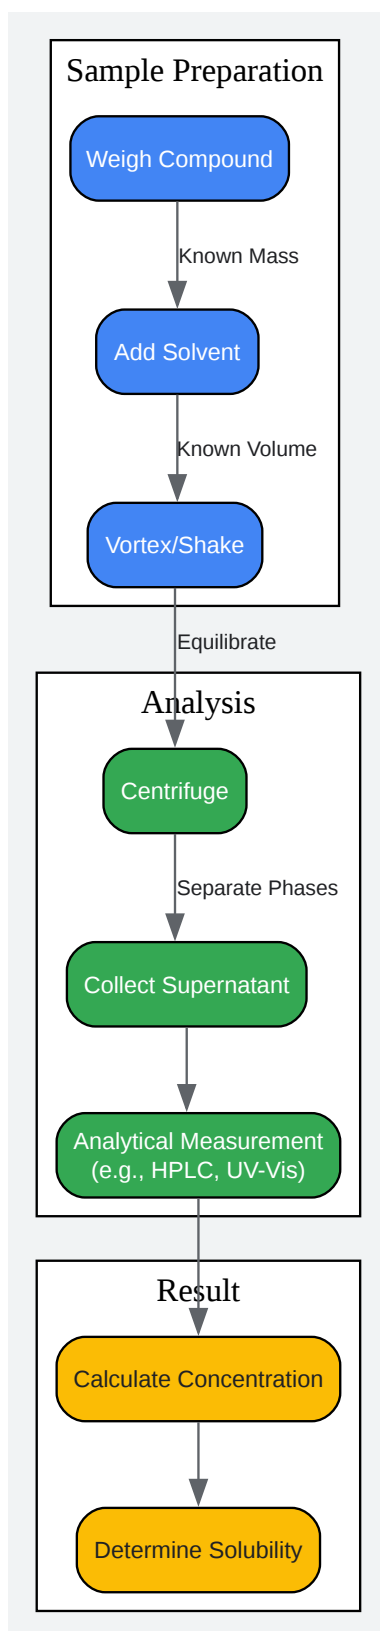 Sample Preparation
Weigh Compound
Known Mass
Add Solvent
Known Volume
Vortex/Shake
Equilibrate
Analysis
Centrifuge
Separate Phases
Collect Supernatant
Analytical Measurement
(e.g., HPLC, UV-Vis)
Result
Calculate Concentration
Determine Solubility